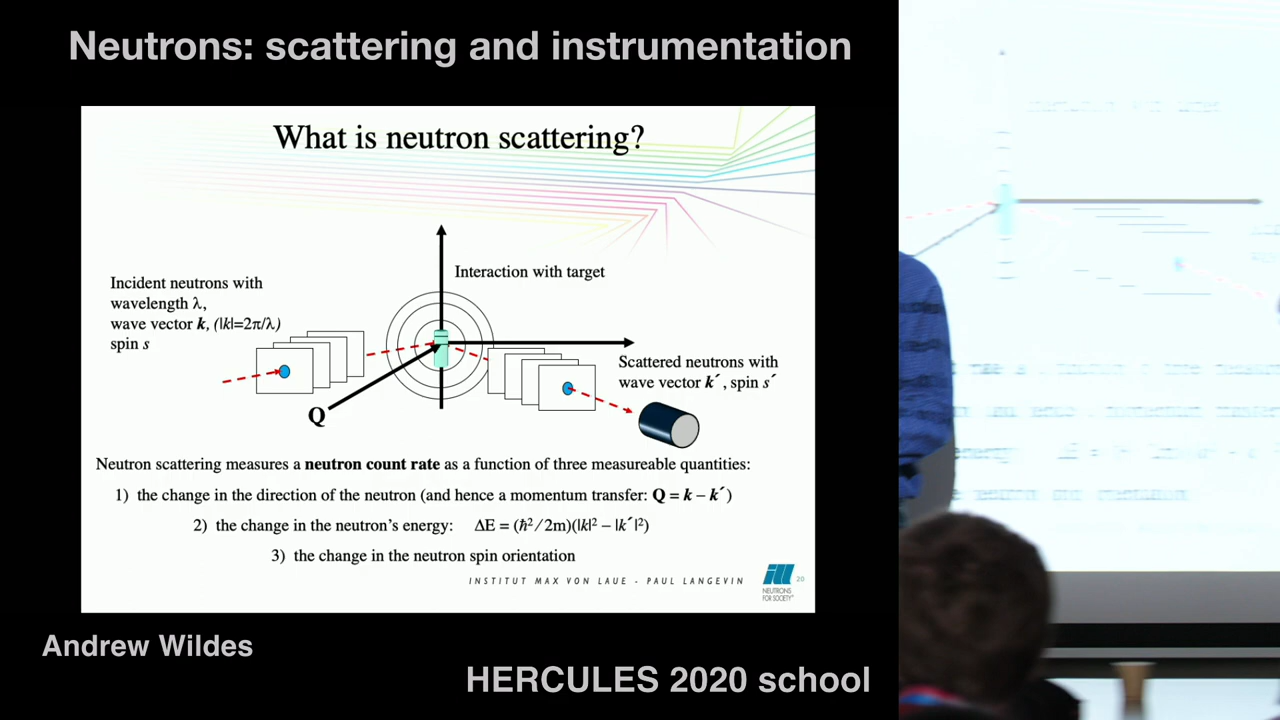 Neutrons: scattering and instrumentation
What is neutron scattering?
Interaction with target
Incident neutrons with
wavelength λ,
wave vector k, (|k|=2π/λ)
spin s
Scattered neutrons with
wave vector k´, spin s´
Q
Neutron scattering measures a neutron count rate as a function of three measureable quantities:
1) the change in the direction of the neutron (and hence a momentum transfer: Q = k – k´)
2) the change in the neutron's energy: ΔE = (ħ²/2m)(|k|² – |k´|²)
3) the change in the neutron spin orientation
INSTITUT MAX VON LAUE - PAUL LANGEVIN
ill
NEUTRONS
FOR SOCIETY
20
Andrew Wildes
HERCULES 2020 school